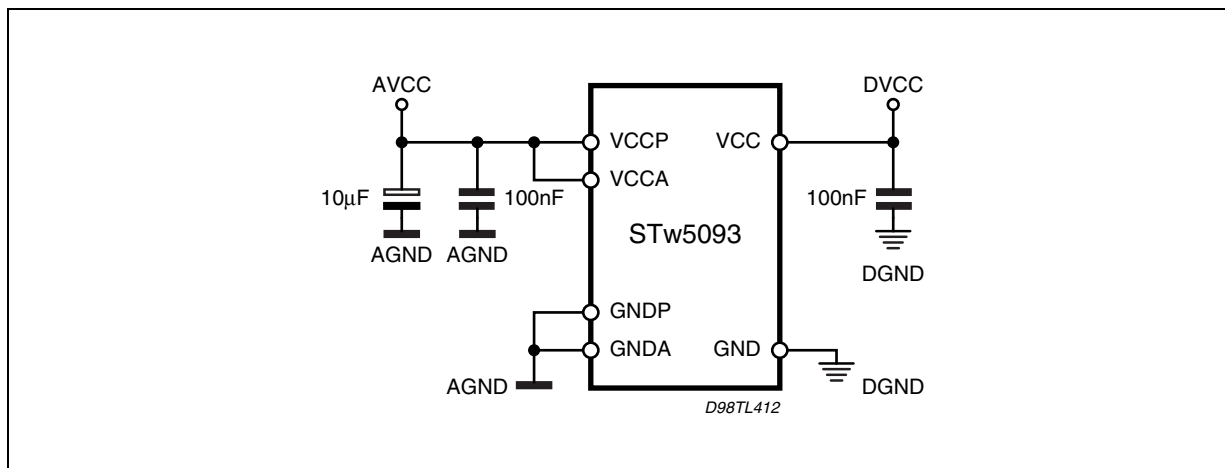 AVCC
DVCC
VCCP
VCC
VCCA
10μF
100nF
100nF
STw5093
AGND
AGND
DGND
GNDP
GNDA
GND
AGND
DGND
D98TL412